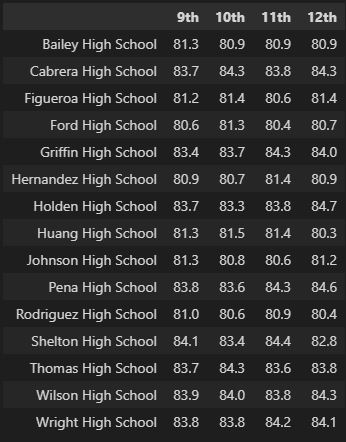 9th 10th 11th 12th
Bailey High School 81.3 80.9 80.9 80.9
Cabrera High School 83.7 84.3 83.8 84.3
Figueroa High School 81.2 81.4 80.6 81.4
Ford High School 80.6 81.3 80.4 80.7
Griffin High School 83.4 83.7 84.3 84.0
Hernandez High School 80.9 80.7 81.4 80.9
Holden High School 83.7 83.3 83.8 84.7
Huang High School 81.3 81.5 81.4 80.3
Johnson High School 81.3 80.8 80.6 81.2
Pena High School 83.8 83.6 84.3 84.6
Rodriguez High School 81.0 80.6 80.9 80.4
Shelton High School 84.1 83.4 84.4 82.8
Thomas High School 83.7 84.3 83.6 83.8
Wilson High School 83.9 84.0 83.8 84.3
Wright High School 83.8 83.8 84.2 84.1